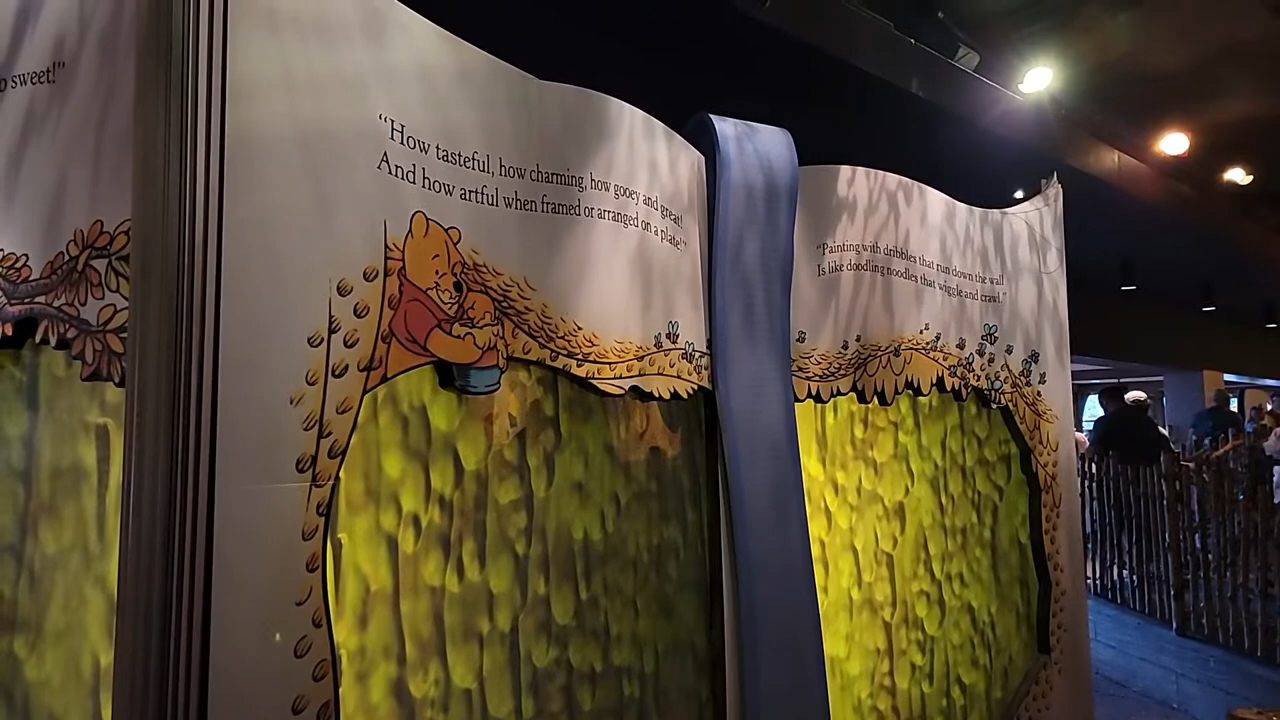 sweet!"
“How tasteful, how charming, how gooey and great!
And how artful when framed or arranged on a plate!”
“Painting with dribbles that run down the wall
Is like doodling noodles that wiggle and crawl.”